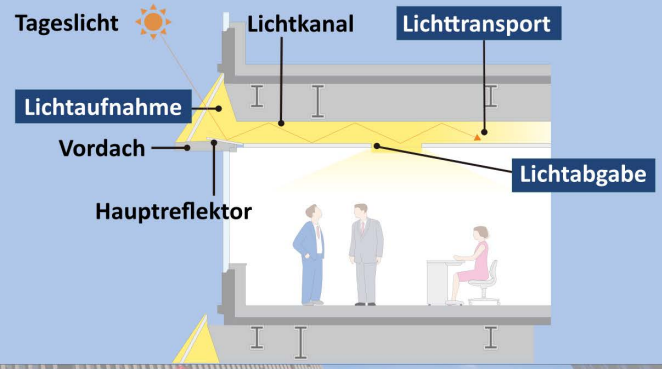 Tageslicht
Lichtkanal
Lichttransport
Lichtaufnahme
Vordach
Lichtabgabe
Hauptreflektor